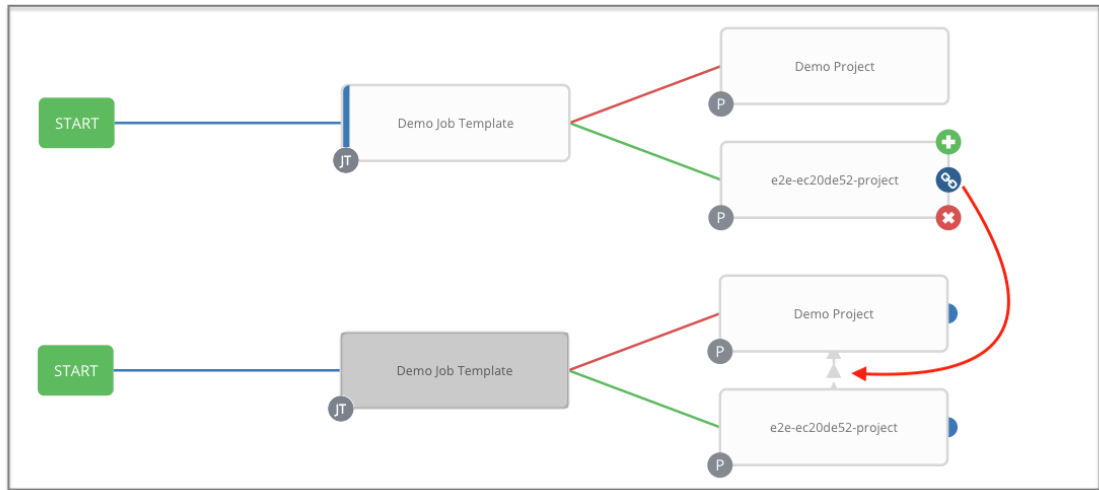 START
Demo Job Template
JT
Demo Project
P
e2e-ec20de52-project
P
START
Demo Job Template
JT
Demo Project
P
e2e-ec20de52-project
P